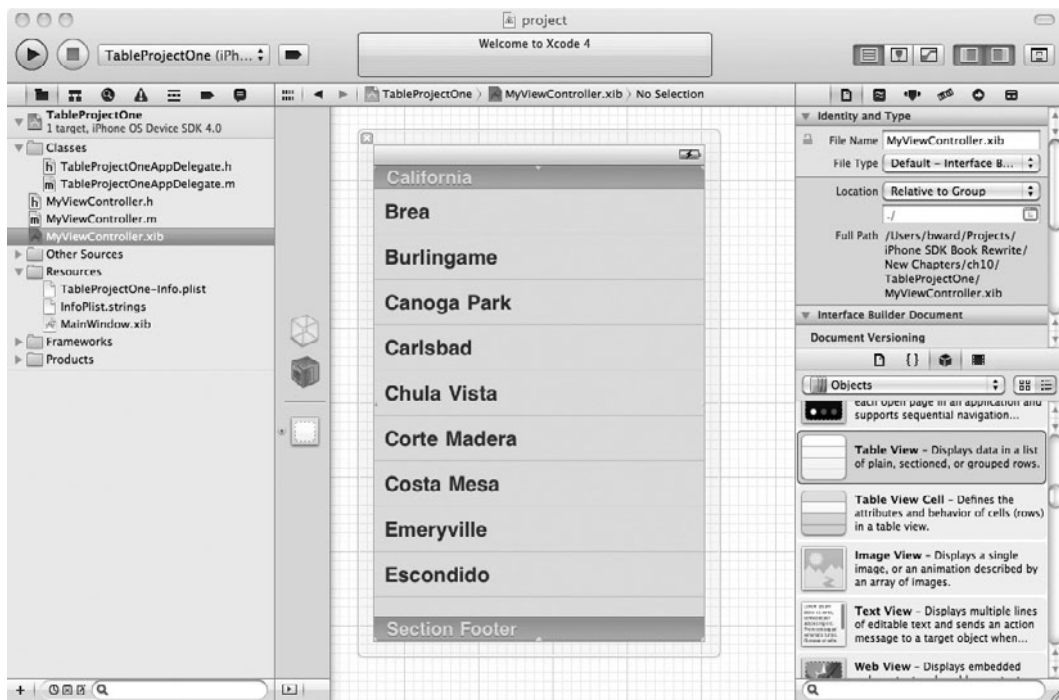 project
TableProjectOne (iPh...
Welcome to Xcode 4
TableProjectOne
MyViewController.xib
No Selection
TableProjectOne
1 target, iPhone OS Device SDK 4.0
Classes
h TableProjectOneAppDelegate.h
m TableProjectOneAppDelegate.m
h MyViewController.h
m MyViewController.m
MyViewController.xib
Other Sources
Resources
TableProjectOne-Info.plist
InfoPlist.strings
MainWindow.xib
Frameworks
Products
California
Brea
Burlingame
Canoga Park
Carlsbad
Chula Vista
Corte Madera
Costa Mesa
Emeryville
Escondido
Section Footer
Identity and Type
File Name MyViewController.xib
File Type Default - Interface B...
Location Relative to Group
../
Full Path /Users/bward/Projects/
iPhone SDK Book Rewrite/
New Chapters/ch10/
TableProjectOne/
MyViewController.xib
Interface Builder Document
Document Versioning
{ }
Objects
each open page in an application and
supports sequential navigation...
Table View - Displays data in a list
of plain, sectioned, or grouped rows.
Table View Cell - Defines the
attributes and behavior of cells (rows)
in a table view.
Image View - Displays a single
image, or an animation described by
an array of images.
Text View - Displays multiple lines
of editable text and sends an action
message to a target object when...
Web View - Displays embedded